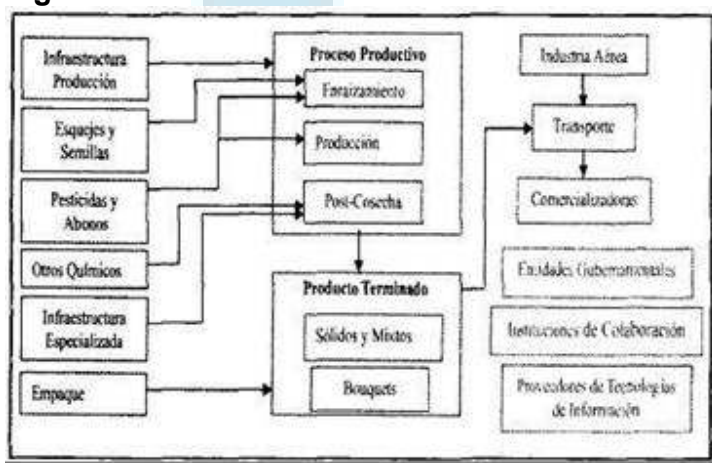 Infraestructura
Producción
Esquejes y
Semillas
Pesticidas y
Abonos
Otros Químicos
Infraestructura
Especializada
Empaque
Proceso Productivo
Enraizamiento
Producción
Post-Cosecha
Producto Terminado
Sólidos y Mixtos
Bouquets
Industria Aérea
Transporte
Comercializadoras
Entidades Gubernamentales
Instituciones de Colaboración
Proveedores de Tecnologías
de Información